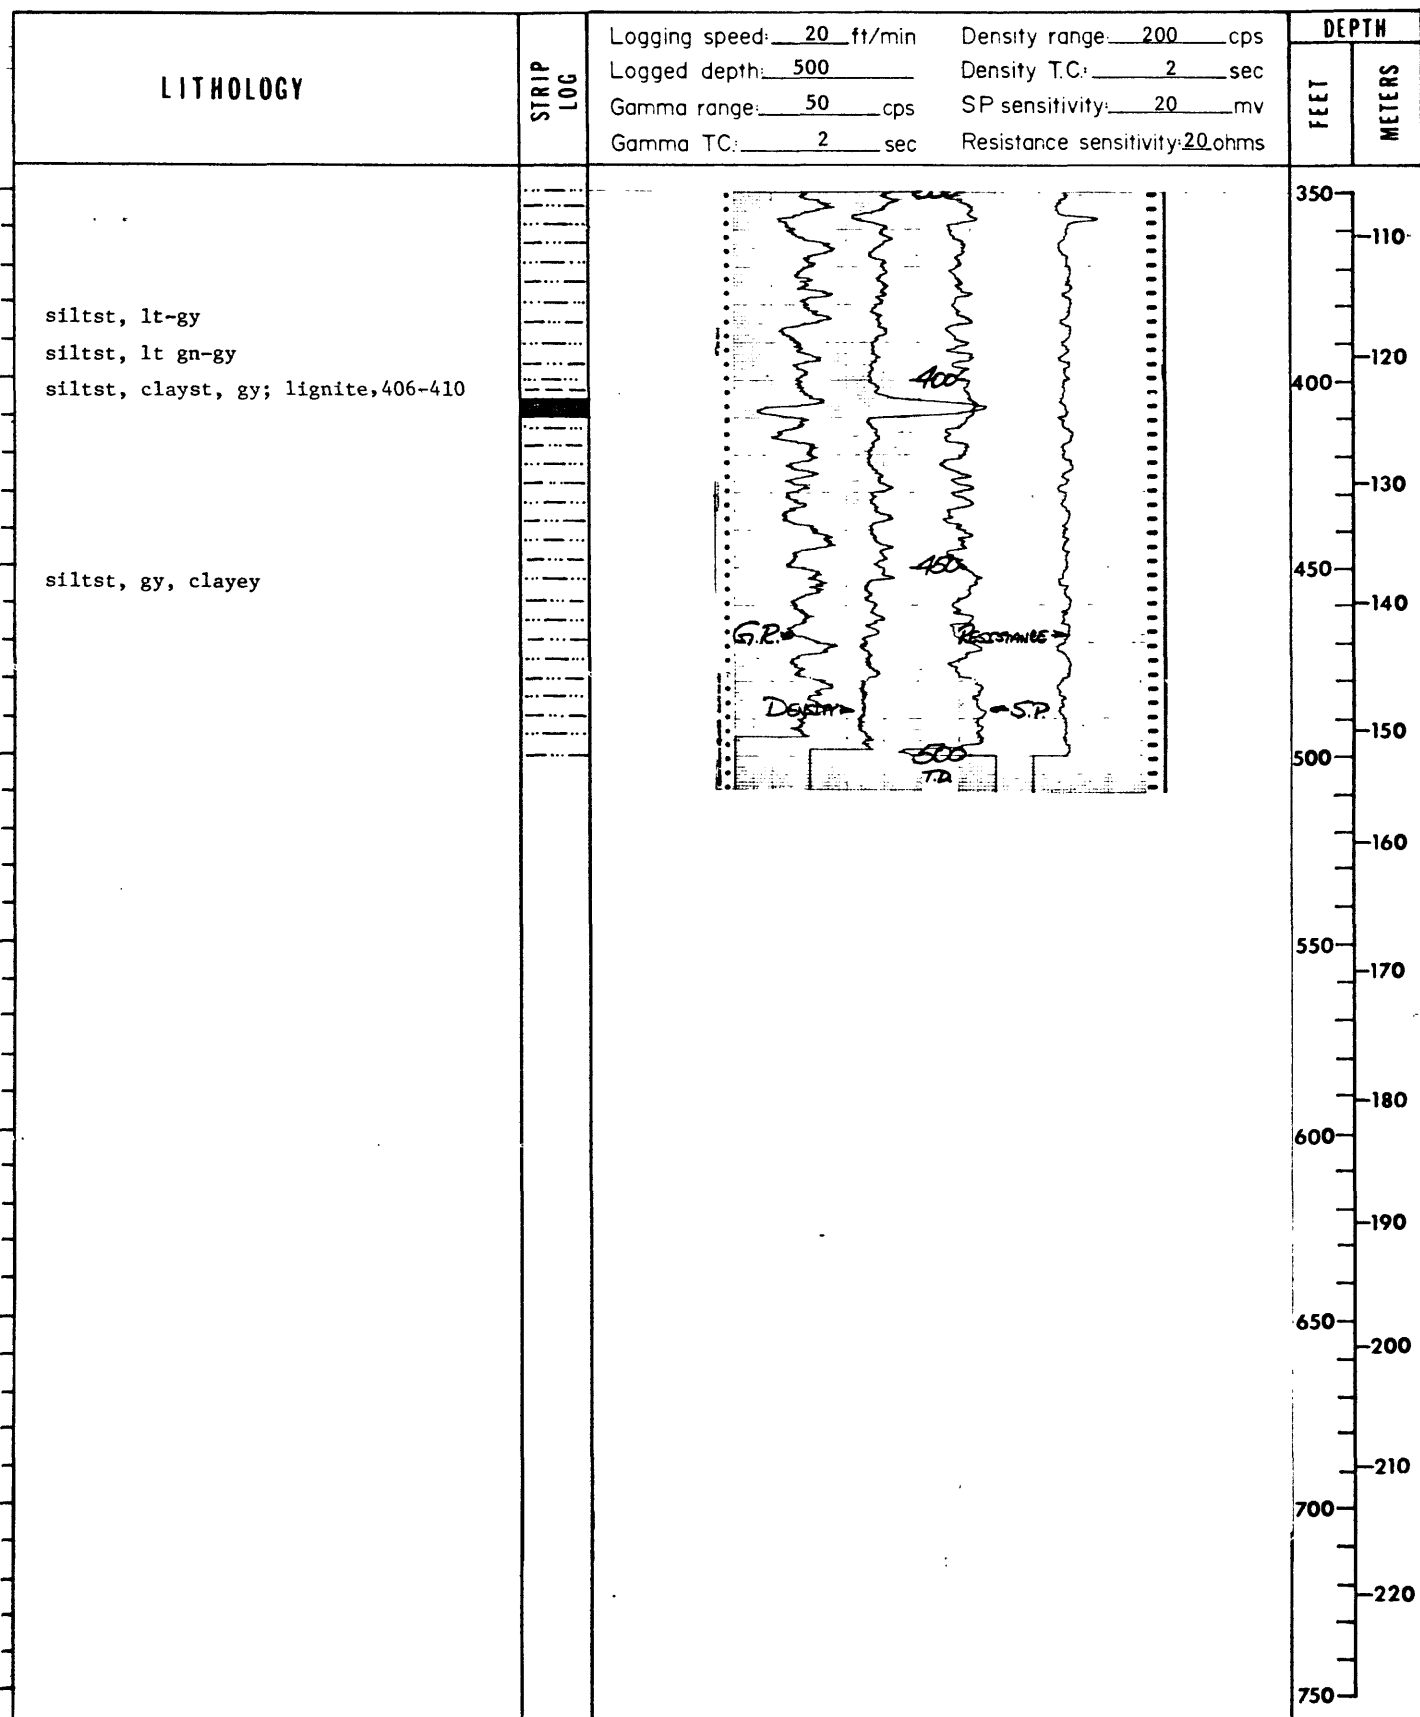 LITHOLOGY
STRIP LOG
Logging speed: 20 ft/min
Logged depth: 500
Gamma range: 50 cps
Gamma TC: 2 sec
Density range: 200 cps
Density T.C.: 2 sec
SP sensitivity: 20 mv
Resistance sensitivity: 20 ohms
DEPTH
FEET
METERS
siltst, lt-gy
siltst, lt gn-gy
siltst, clayst, gy; lignite,406-410
siltst, gy, clayey
400
450
G.R.
RESISTANCE
DENSITY
S.P.
500
T.D.
350
400
450
500
550
600
650
700
750
-110
-120
-130
-140
-150
-160
-170
-180
-190
-200
-210
-220